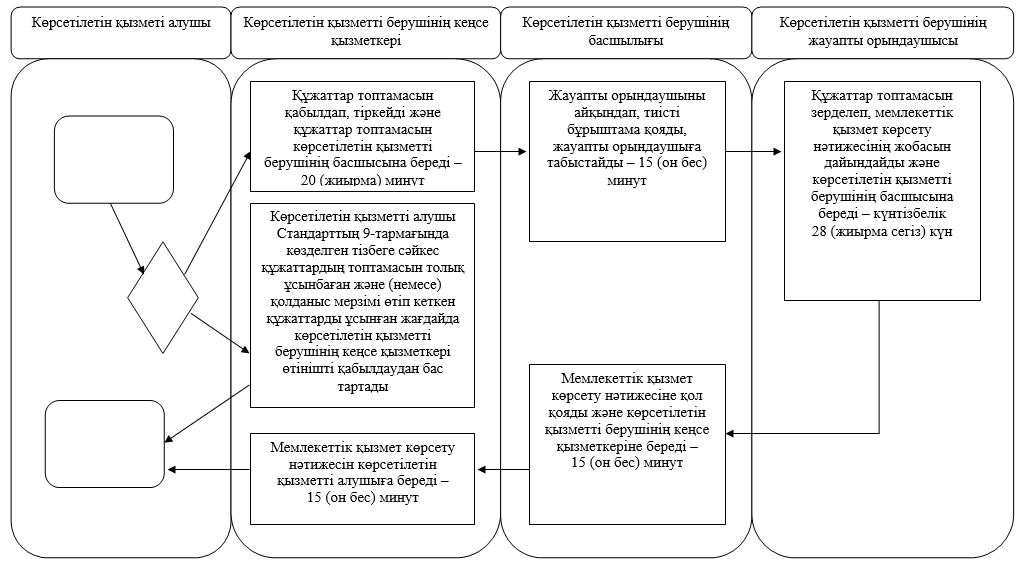 Көрсетілетін қызметі алушы
Көрсетілетін қызметті берушінің кеңсе
қызметкері
Көрсетілетін қызметті берушінің
басшылығы
Көрсетілетін қызметті берушінің
жауапты орындаушысы
Құжаттар топтамасын
қабылдап, тіркейді және
құжаттар топтамасын
көрсетілетін қызметті
берушінің басшысына береді –
20 (жиырма) минут
Жауапты орындаушыны
айқындап, тиісті
бұрыштама қояды,
жауапты орындаушыға
табыстайды – 15 (он бес)
минут
Құжаттар топтамасын
зерделеп, мемлекеттік
қызмет көрсету
нәтижесінің жобасын
дайындайды және
көрсетілетін қызметті
берушінің басшысына
береді – күнтізбелік
28 (жиырма сегіз) күн
Көрсетілетін қызметті алушы
Стандарттың 9-тармағында
көзделген тізбеге сәйкес
құжаттардың топтамасын толық
ұсынбаған және (немесе)
қолданыс мерзімі өтіп кеткен
құжаттарды ұсынған жағдайда
көрсетілетін қызметті
берушінің кеңсе қызметкері
өтінішті қабылдаудан бас
тартады
Мемлекеттік қызмет
көрсету нәтижесіне қол
қояды және көрсетілетін
қызметті берушінің кеңсе
қызметкеріне береді –
15 (он бес) минут
Мемлекеттік қызмет көрсету
нәтижесін көрсетілетін
қызметті алушыға береді –
15 (он бес) минут